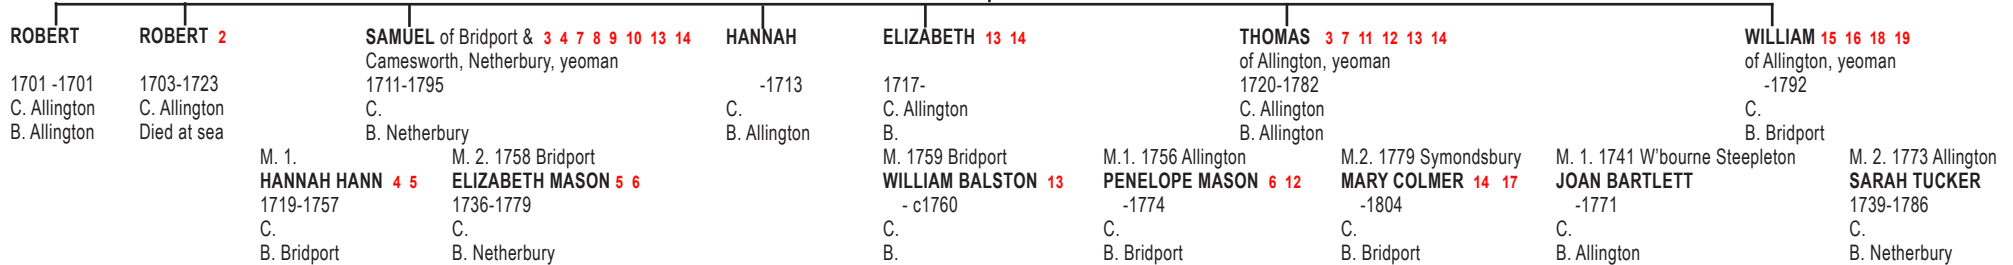 ROBERT
1701 -1701
C. Allington
B. Allington
ROBERT 2
1703-1723
C. Allington
Died at sea
SAMUEL of Bridport & 3 4 7 8 9 10 13 14
Camesworth, Netherbury, yeoman
1711-1795
C.
B. Netherbury
M. 1.
HANNAH HANN 4 5
1719-1757
C.
B. Bridport
M. 2. 1758 Bridport
ELIZABETH MASON 5 6
1736-1779
C.
B. Netherbury
HANNAH
-1713
C.
B. Allington
ELIZABETH 13 14
1717-
C. Allington
B.
M. 1759 Bridport
WILLIAM BALSTON 13
- c1760
C.
B.
THOMAS 3 7 11 12 13 14
of Allington, yeoman
1720-1782
C. Allington
B. Allington
M.1. 1756 Allington
PENELOPE MASON 6 12
-1774
C.
B. Bridport
M.2. 1779 Symondsbury
MARY COLMER 14 17
-1804
C.
B. Bridport
WILLIAM 15 16 18 19
of Allington, yeoman
-1792
C.
B. Bridport
M. 1. 1741 W'bourne Steepleton
JOAN BARTLETT
-1771
C.
B. Allington
M. 2. 1773 Allington
SARAH TUCKER
1739-1786
C.
B. Netherbury